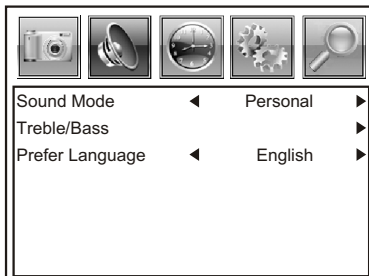 Sound Mode ◀ Personal ▶
Treble/Bass ▶
Prefer Language ◀ English ▶